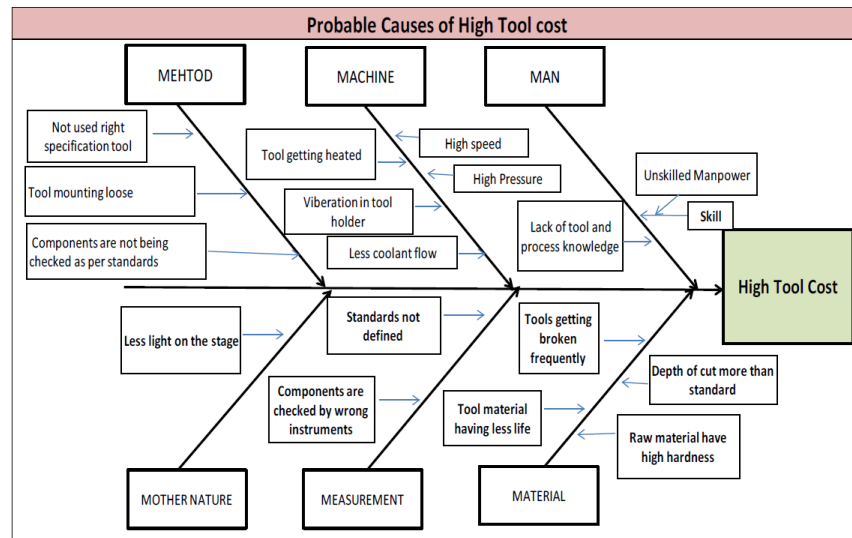 Probable Causes of High Tool cost
MEHTOD
MACHINE
MAN
Not used right
specification tool
Tool mounting loose
Components are not being
checked as per standards
Tool getting heated
High speed
High Pressure
Viberation in tool
holder
Less coolant flow
Unskilled Manpower
Skill
Lack of tool and
process knowledge
High Tool Cost
Less light on the stage
Standards not
defined
Components are
checked by wrong
instruments
Tools getting
broken
frequently
Depth of cut more than
standard
Tool material
having less life
Raw material have
high hardness
MOTHER NATURE
MEASUREMENT
MATERIAL